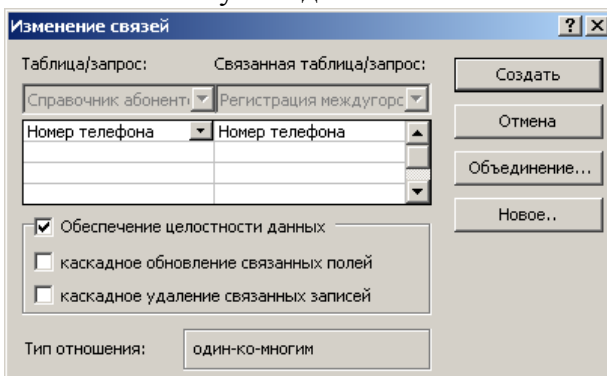 Изменение связей
Таблица/запрос: Связанная таблица/запрос:
Справочник абонент Регистрация междугорс
Номер телефона Номер телефона
Обеспечение целостности данных
каскадное обновление связанных полей
каскадное удаление связанных записей
Тип отношения: один-ко-многим
Создать
Отмена
Объединение...
Новое..